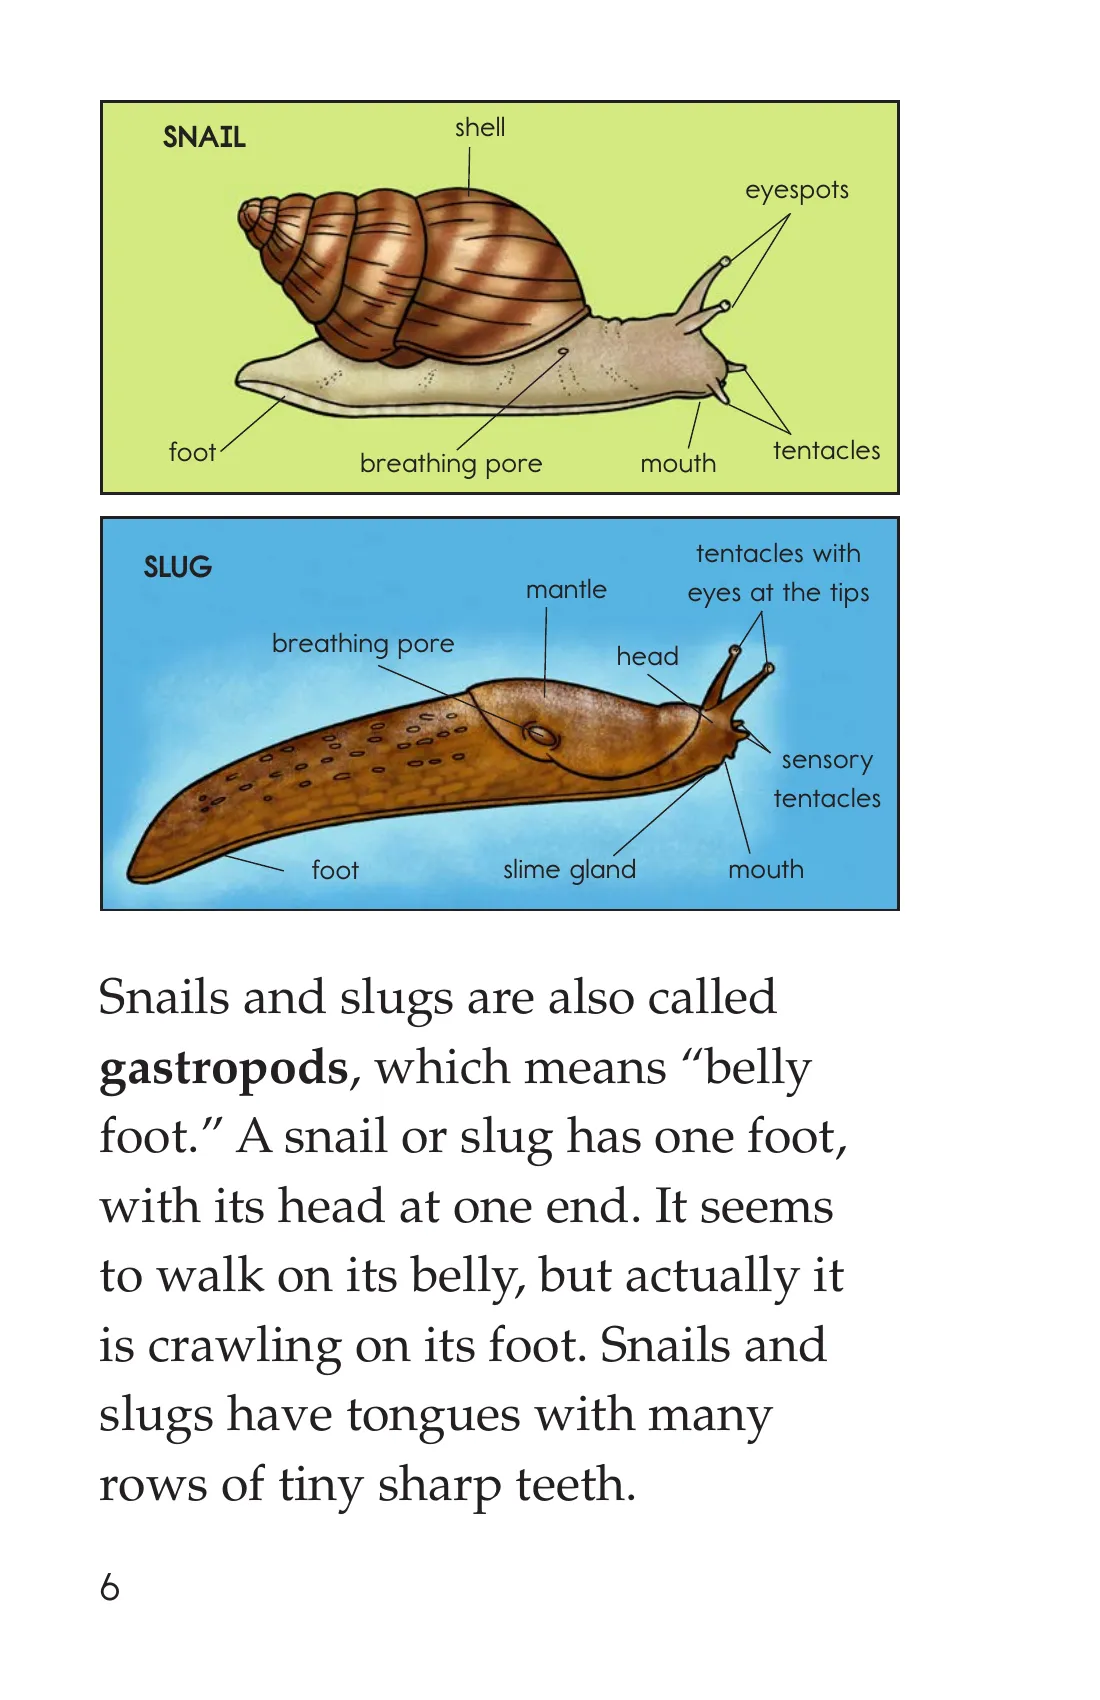 SNAIL
shell
eyespots
foot
breathing pore
mouth
tentacles
SLUG
tentacles with
eyes at the tips
mantle
breathing pore
head
sensory
tentacles
foot
slime gland
mouth
Snails and slugs are also called
gastropods, which means “belly
foot.” A snail or slug has one foot,
with its head at one end. It seems
to walk on its belly, but actually it
is crawling on its foot. Snails and
slugs have tongues with many
rows of tiny sharp teeth.
6